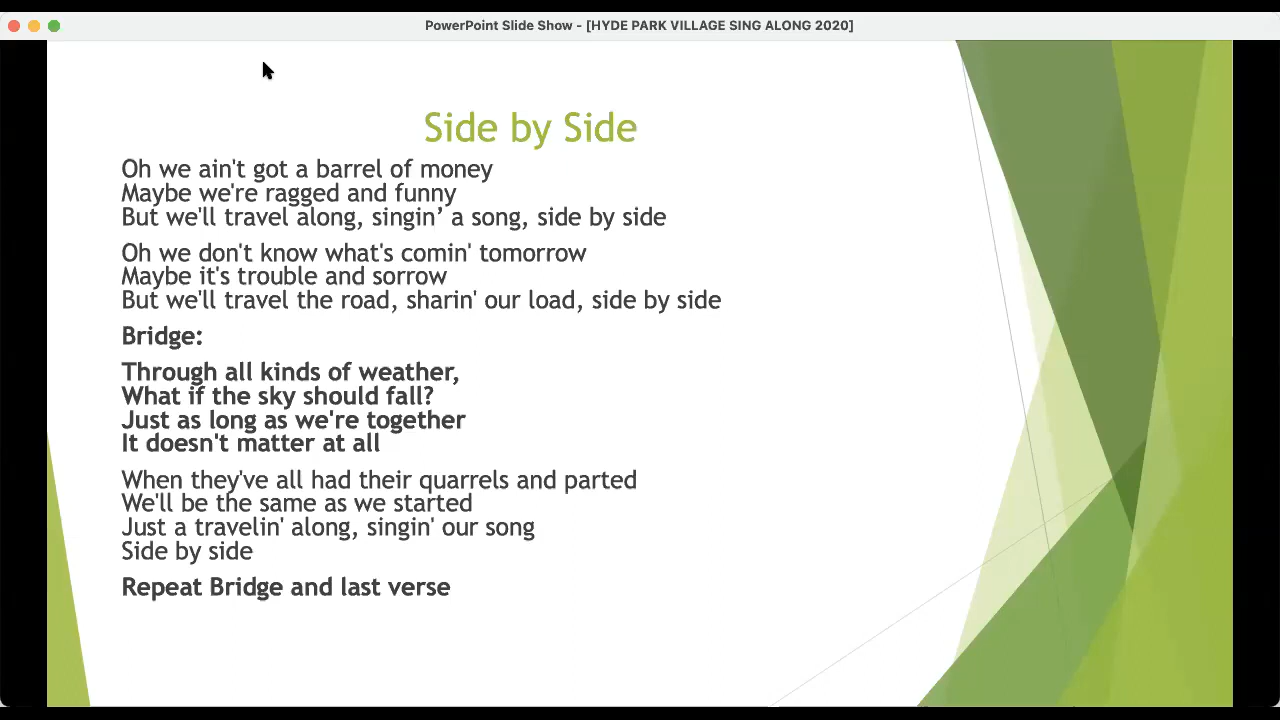 PowerPoint Slide Show - [HYDE PARK VILLAGE SING ALONG 2020]
Side by Side
Oh we ain't got a barrel of money
Maybe we're ragged and funny
But we'll travel along, singin’ a song, side by side
Oh we don't know what's comin' tomorrow
Maybe it's trouble and sorrow
But we'll travel the road, sharin' our load, side by side
Bridge:
Through all kinds of weather,
What if the sky should fall?
Just as long as we're together
It doesn't matter at all
When they've all had their quarrels and parted
We'll be the same as we started
Just a travelin' along, singin' our song
Side by side
Repeat Bridge and last verse